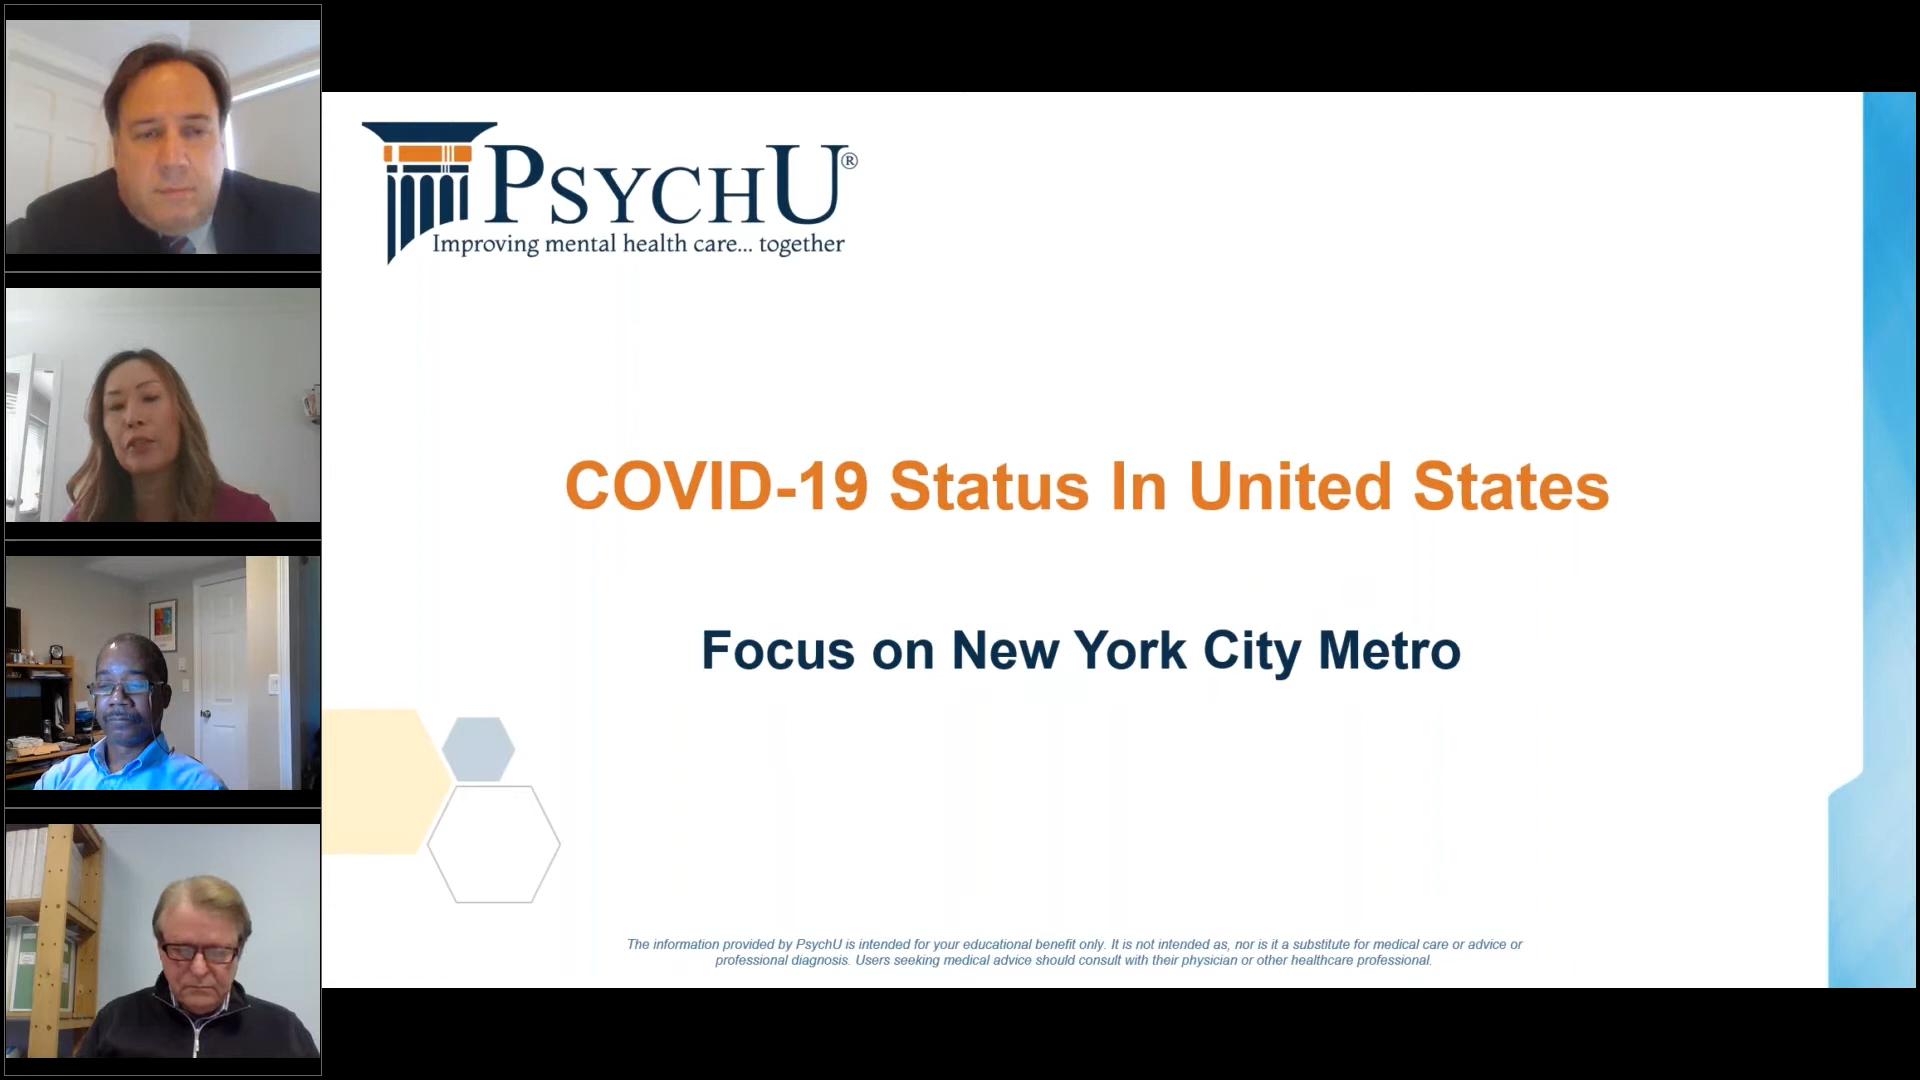 PSYCHU®
Improving mental health care... together
COVID-19 Status In United States
Focus on New York City Metro
The information provided by PsychU is intended for your educational benefit only. It is not intended as, nor is it a substitute for medical care or advice or
professional diagnosis. Users seeking medical advice should consult with their physician or other healthcare professional.